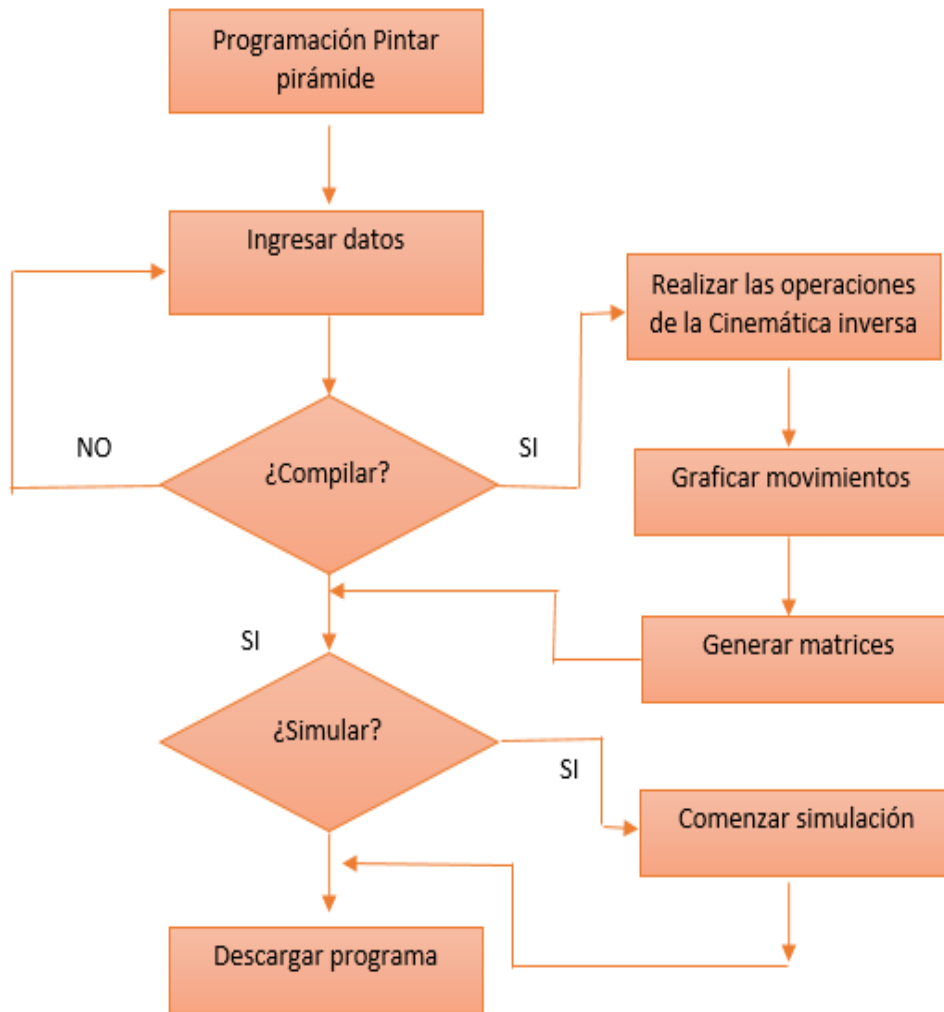 Programación Pintar
pirámide
Ingresar datos
Realizar las operaciones
de la Cinemática inversa
NO
SI
¿Compilar?
Graficar movimientos
SI
Generar matrices
¿Simular?
SI
Comenzar simulación
Descargar programa